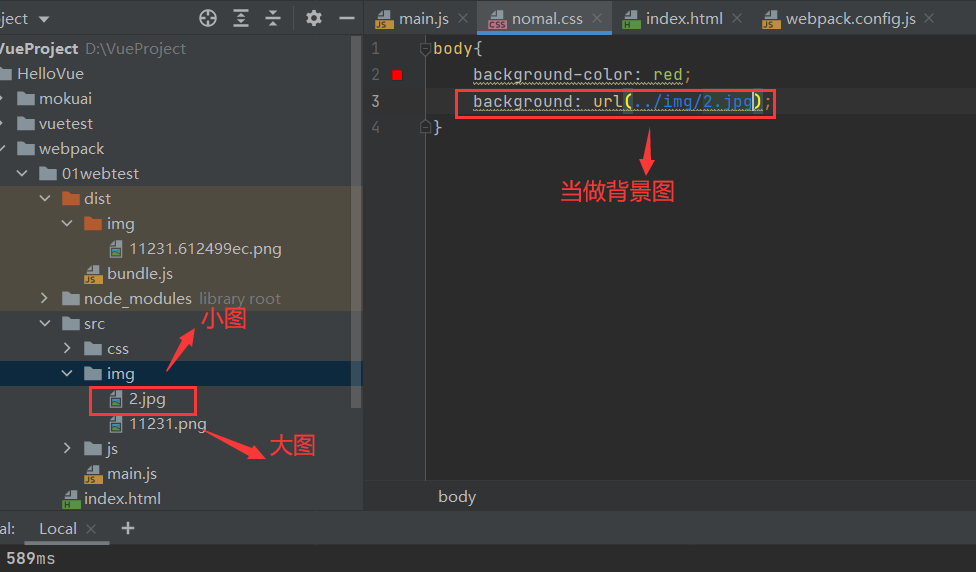 ject
main.js
nomal.css
index.html
webpack.config.js
VueProject D:\VueProject
HelloVue
mokuai
vuetest
webpack
01webtest
dist
img
11231.612499ec.png
bundle.js
node_modules library root
src
小图
css
img
2.jpg
11231.png
大图
js
main.js
index.html
1 body{
2 background-color: red;
3 background: url(../img/2.jpg);
4 }
当做背景图
body
al: Local
589ms